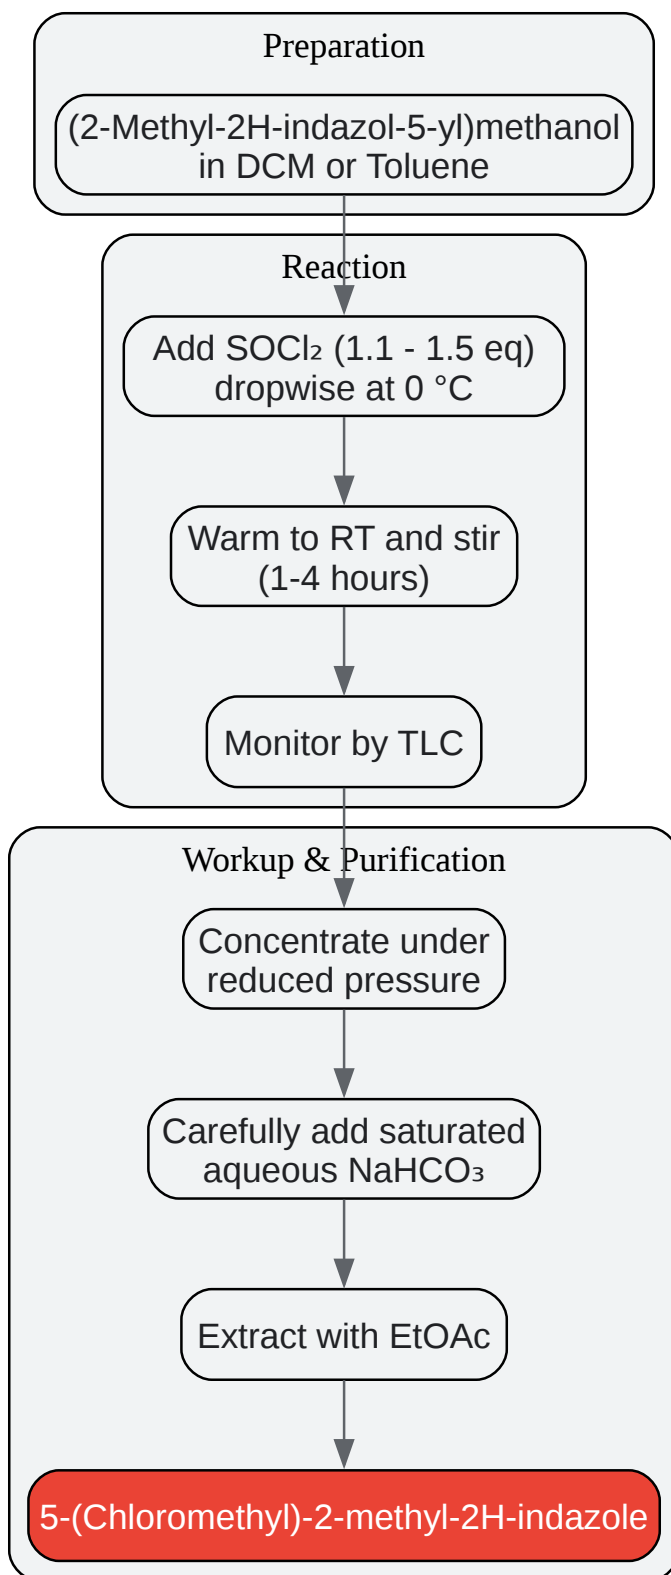 Preparation
(2-Methyl-2H-indazol-5-yl)methanol
in DCM or Toluene
Reaction
Add SOCl₂ (1.1 - 1.5 eq)
dropwise at 0 °C
Warm to RT and stir
(1-4 hours)
Monitor by TLC
Workup & Purification
Concentrate under
reduced pressure
Carefully add saturated
aqueous NaHCO₃
Extract with EtOAc
5-(Chloromethyl)-2-methyl-2H-indazole